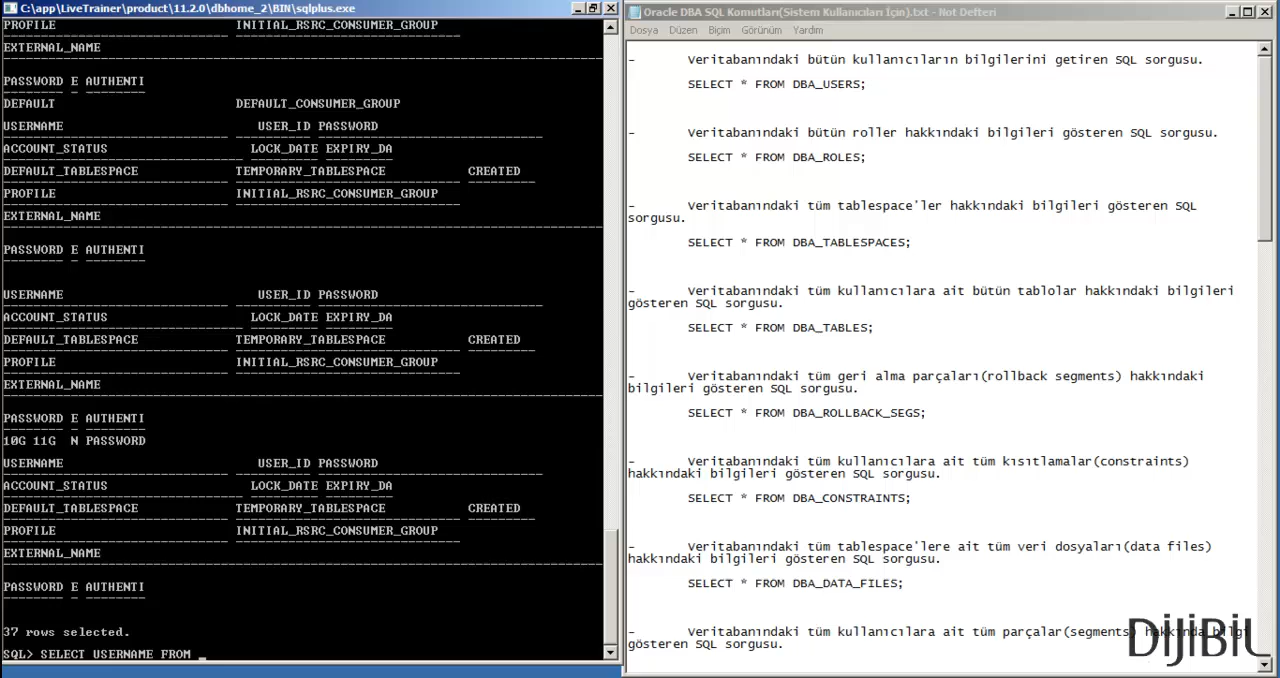 C:\app\LiveTrainer\product\11.2.0\dbhome_2\BIN\sqlplus.exe
PROFILE INITIAL_RSRC_CONSUMER_GROUP
EXTERNAL_NAME
PASSWORD E AUTHENTI
DEFAULT DEFAULT_CONSUMER_GROUP
USERNAME USER_ID PASSWORD
ACCOUNT_STATUS LOCK_DATE EXPIRY_DA
DEFAULT_TABLESPACE TEMPORARY_TABLESPACE CREATED
PROFILE INITIAL_RSRC_CONSUMER_GROUP
EXTERNAL_NAME
PASSWORD E AUTHENTI
USERNAME USER_ID PASSWORD
ACCOUNT_STATUS LOCK_DATE EXPIRY_DA
DEFAULT_TABLESPACE TEMPORARY_TABLESPACE CREATED
PROFILE INITIAL_RSRC_CONSUMER_GROUP
EXTERNAL_NAME
PASSWORD E AUTHENTI
10G 11G N PASSWORD
USERNAME USER_ID PASSWORD
ACCOUNT_STATUS LOCK_DATE EXPIRY_DA
DEFAULT_TABLESPACE TEMPORARY_TABLESPACE CREATED
PROFILE INITIAL_RSRC_CONSUMER_GROUP
EXTERNAL_NAME
PASSWORD E AUTHENTI
37 rows selected.
SQL> SELECT USERNAME FROM _
Oracle DBA SQL Komutları(Sistem Kullanıcıları İçin).txt - Not Defteri
Dosya Düzen Biçim Görünüm Yardım
- Veritabanındaki bütün kullanıcıların bilgilerini getiren SQL sorgusu.
SELECT * FROM DBA_USERS;
- Veritabanındaki bütün roller hakkındaki bilgileri gösteren SQL sorgusu.
SELECT * FROM DBA_ROLES;
- Veritabanındaki tüm tablespace'ler hakkındaki bilgileri gösteren SQL
sorgusu.
SELECT * FROM DBA_TABLESPACES;
- Veritabanındaki tüm kullanıcılara ait bütün tablolar hakkındaki bilgileri
gösteren SQL sorgusu.
SELECT * FROM DBA_TABLES;
- Veritabanındaki tüm geri alma parçaları(rollback segments) hakkındaki
bilgileri gösteren SQL sorgusu.
SELECT * FROM DBA_ROLLBACK_SEGS;
- Veritabanındaki tüm kullanıcılara ait tüm kısıtlamalar(constraints)
hakkındaki bilgileri gösteren SQL sorgusu.
SELECT * FROM DBA_CONSTRAINTS;
- Veritabanındaki tüm tablespace'lere ait tüm veri dosyaları(data files)
hakkındaki bilgileri gösteren SQL sorgusu.
SELECT * FROM DBA_DATA_FILES;
- Veritabanındaki tüm kullanıcılara ait tüm parçalar(segments) hakkında bilgi
gösteren SQL sorgusu.
DİJİBİL